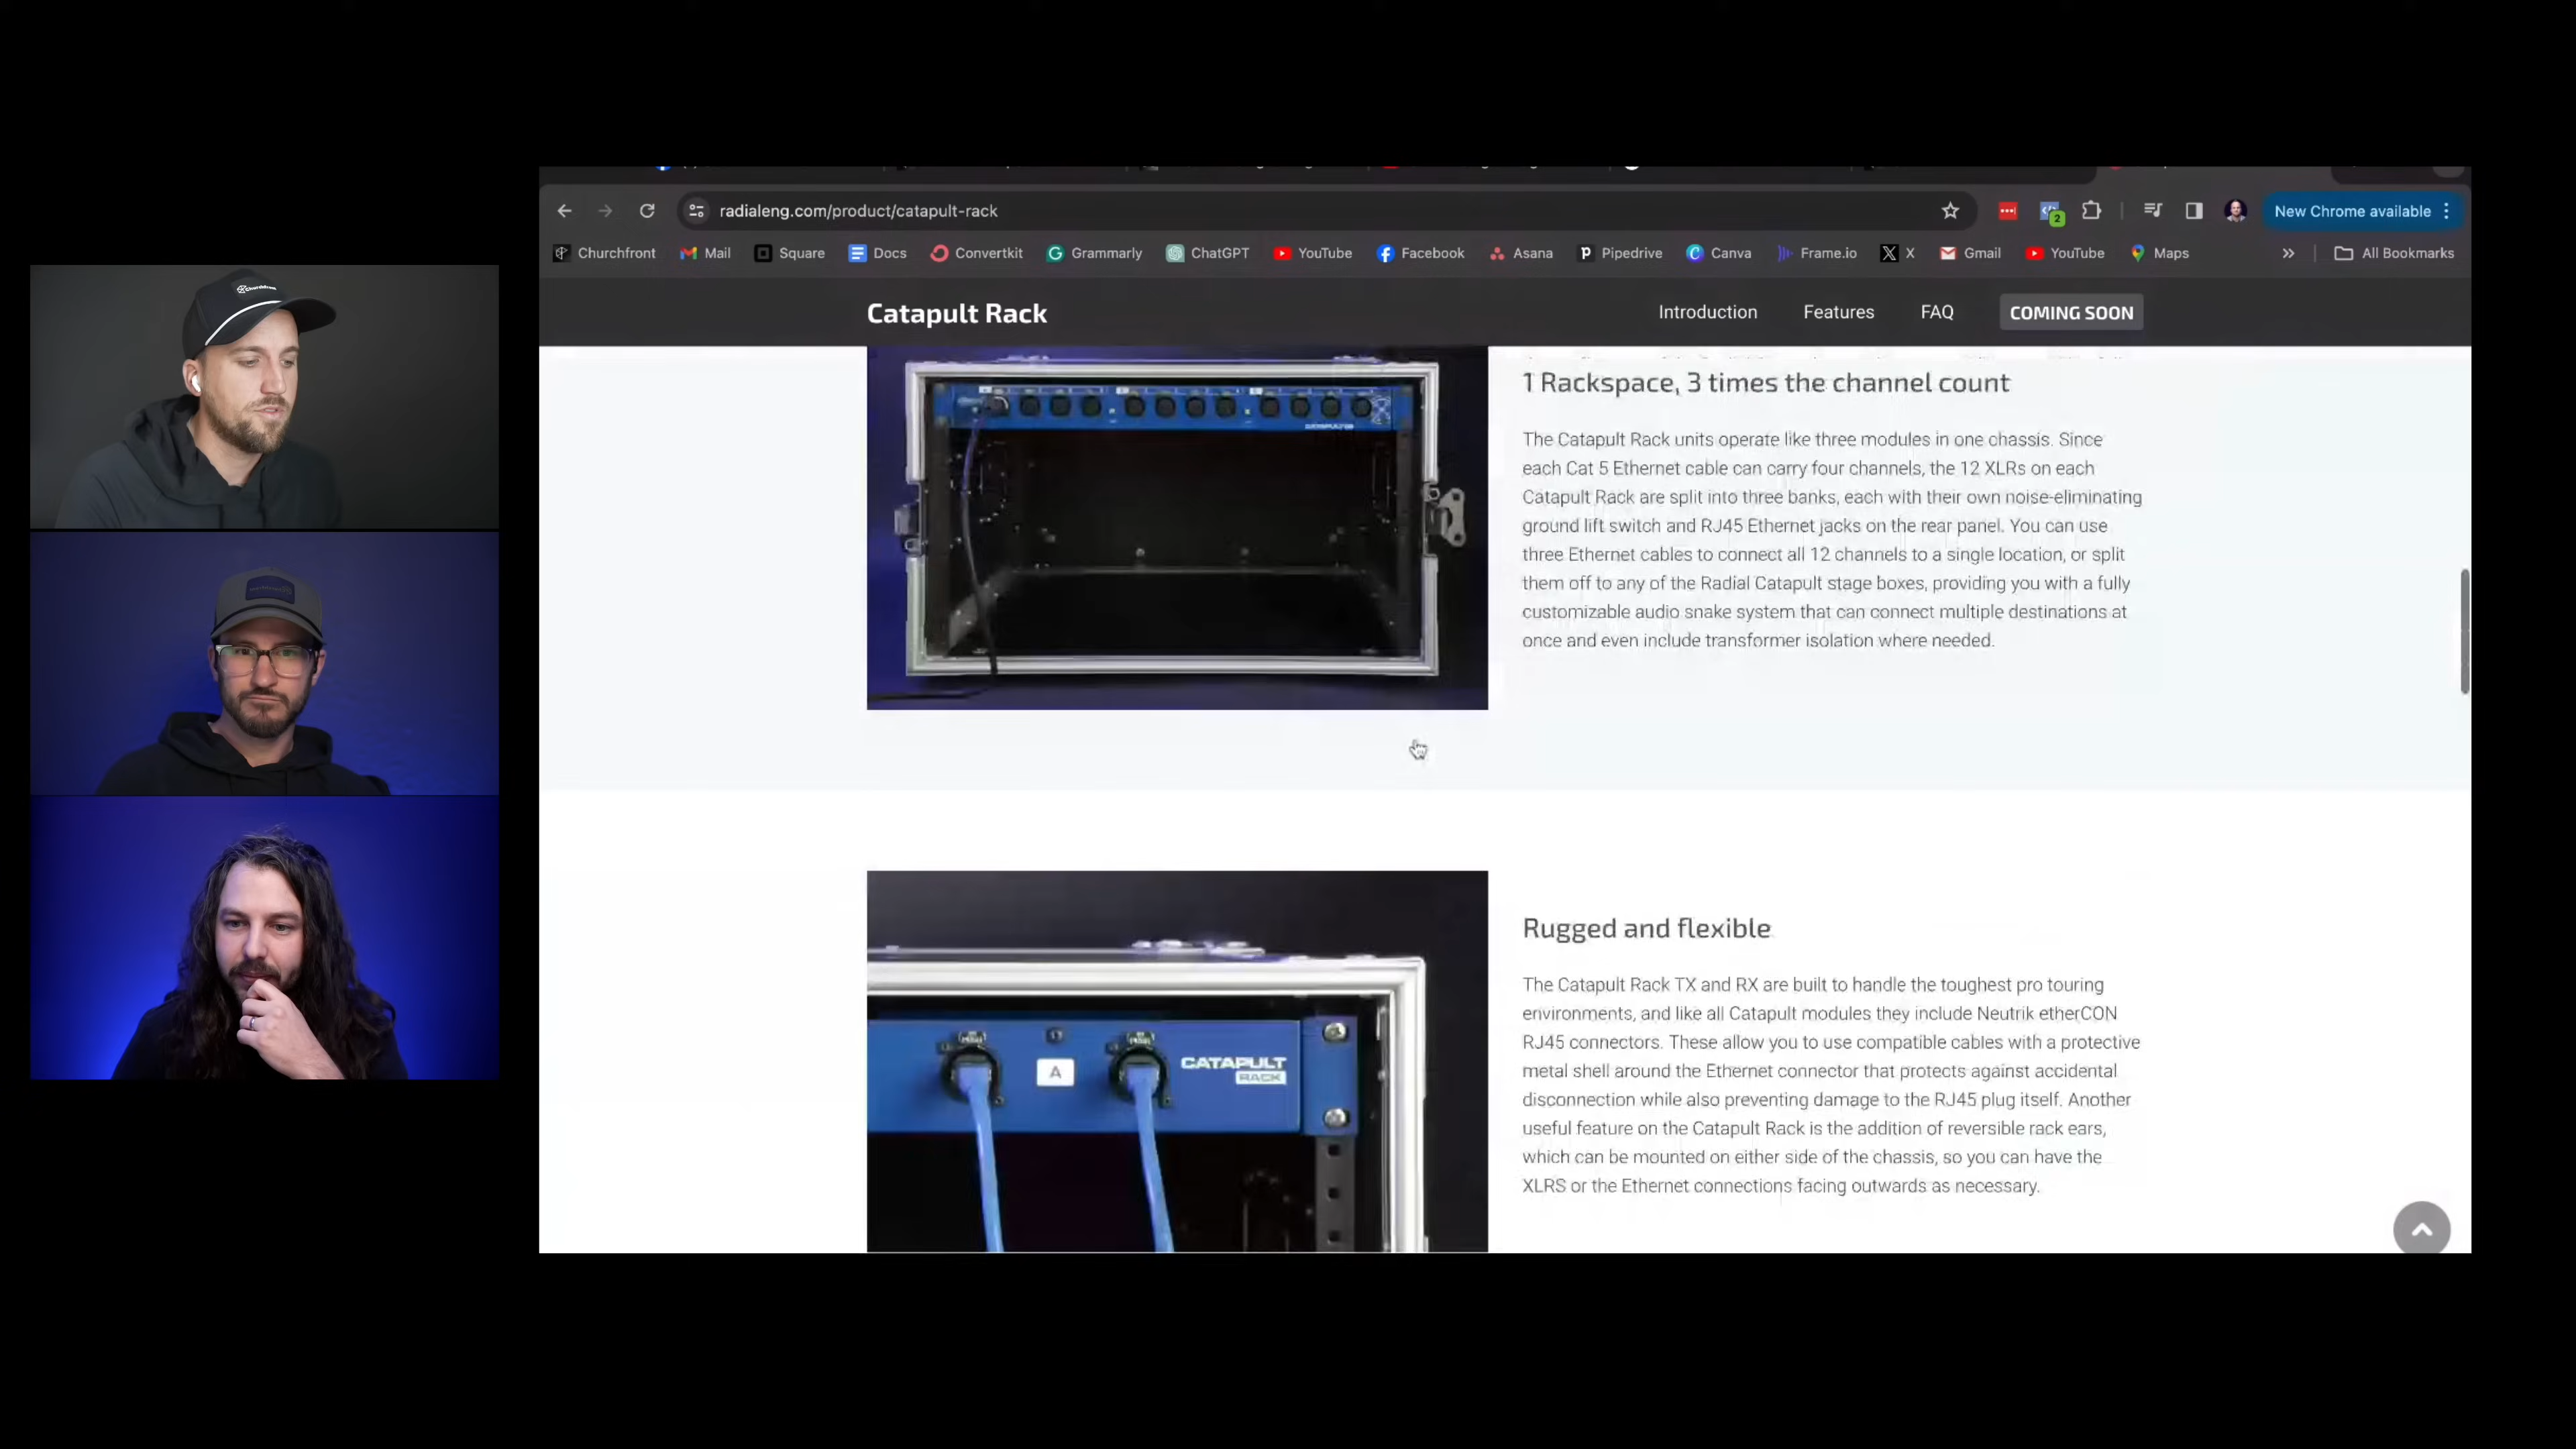 radialeng.com/product/catapult-rack
2
New Chrome available
Churchfront
Mail
Square
Docs
Convertkit
Grammarly
ChatGPT
YouTube
Facebook
Asana
Pipedrive
Canva
Frame.io
X
Gmail
YouTube
Maps
All Bookmarks
Catapult Rack
Introduction
Features
FAQ
COMING SOON
1 Rackspace, 3 times the channel count
The Catapult Rack units operate like three modules in one chassis. Since
each Cat 5 Ethernet cable can carry four channels, the 12 XLRs on each
Catapult Rack are split into three banks, each with their own noise-eliminating
ground lift switch and RJ45 Ethernet jacks on the rear panel. You can use
three Ethernet cables to connect all 12 channels to a single location, or split
them off to any of the Radial Catapult stage boxes, providing you with a fully
customizable audio snake system that can connect multiple destinations at
once and even include transformer isolation where needed.
A
CATAPULT
RACK
Rugged and flexible
The Catapult Rack TX and RX are built to handle the toughest pro touring
environments, and like all Catapult modules they include Neutrik etherCON
RJ45 connectors. These allow you to use compatible cables with a protective
metal shell around the Ethernet connector that protects against accidental
disconnection while also preventing damage to the RJ45 plug itself. Another
useful feature on the Catapult Rack is the addition of reversible rack ears,
which can be mounted on either side of the chassis, so you can have the
XLRS or the Ethernet connections facing outwards as necessary.